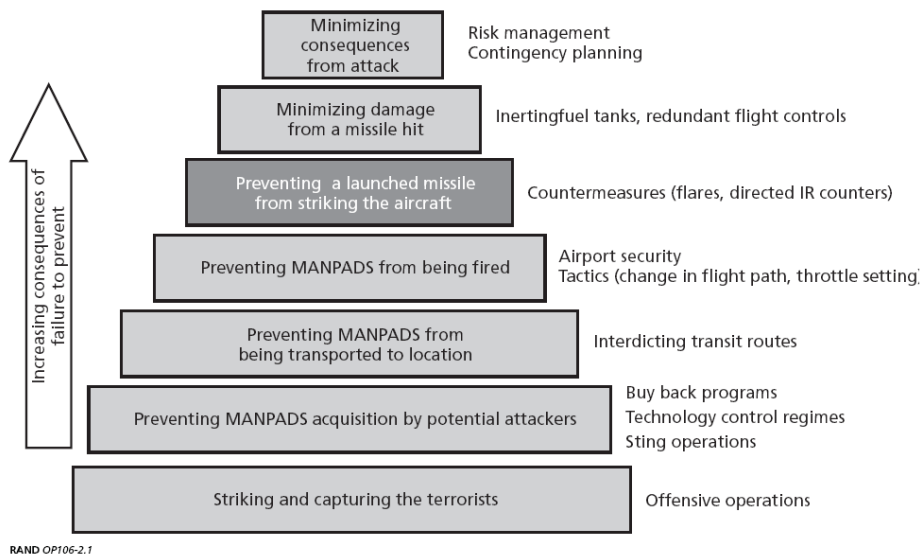 Minimizing
consequences
from attack
Risk management
Contingency planning
Minimizing damage
from a missile hit
Inertingfuel tanks, redundant flight controls
Preventing a launched missile
from striking the aircraft
Countermeasures (flares, directed IR counters)
Preventing MANPADS from being fired
Airport security
Tactics (change in flight path, throttle setting)
Preventing MANPADS from
being transported to location
Interdicting transit routes
Preventing MANPADS acquisition by potential attackers
Buy back programs
Technology control regimes
Sting operations
Striking and capturing the terrorists
Offensive operations
Increasing consequences of
failure to prevent
RAND OP106-2.1